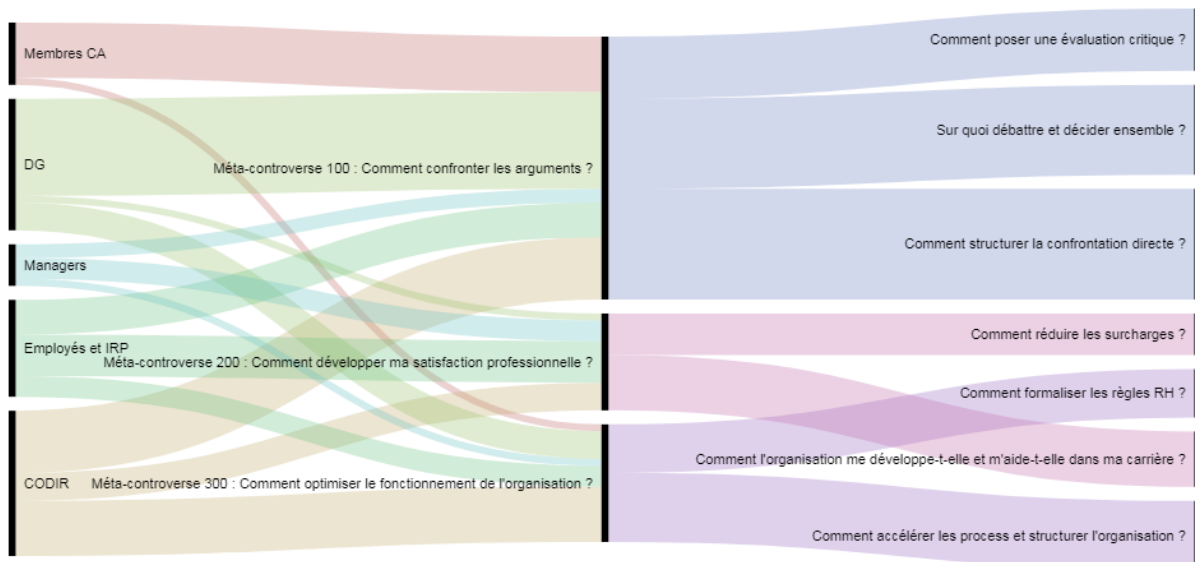 Membres CA
DG
Managers
Employés et IRP
CODIR
Méta-controverse 100 : Comment confronter les arguments ?
Méta-controverse 200 : Comment développer ma satisfaction professionnelle ?
Méta-controverse 300 : Comment optimiser le fonctionnement de l'organisation ?
Comment poser une évaluation critique ?
Sur quoi débattre et décider ensemble ?
Comment structurer la confrontation directe ?
Comment réduire les surcharges ?
Comment formaliser les règles RH ?
Comment l'organisation me développe-t-elle et m'aide-t-elle dans ma carrière ?
Comment accélérer les process et structurer l'organisation ?